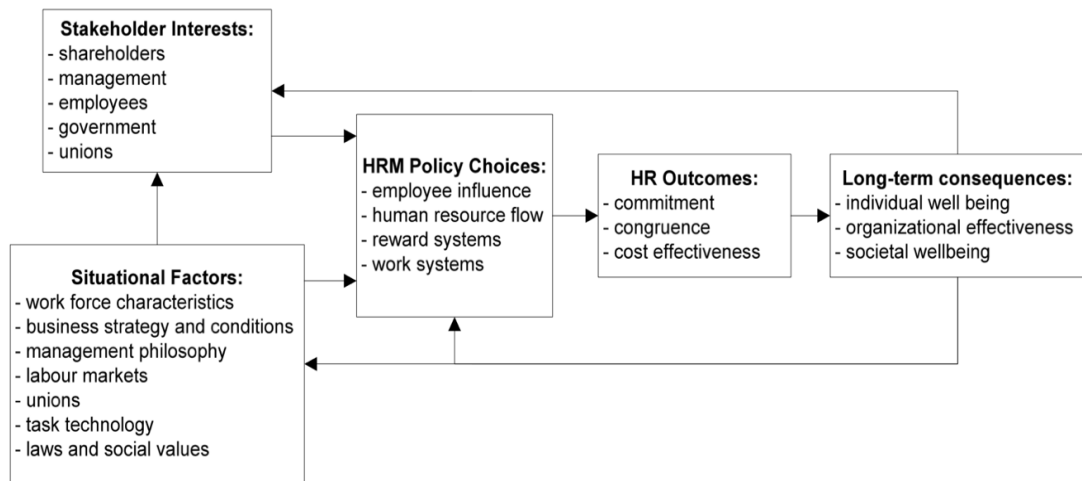 Stakeholder Interests:
- shareholders
- management
- employees
- government
- unions
Situational Factors:
- work force characteristics
- business strategy and conditions
- management philosophy
- labour markets
- unions
- task technology
- laws and social values
HRM Policy Choices:
- employee influence
- human resource flow
- reward systems
- work systems
HR Outcomes:
- commitment
- congruence
- cost effectiveness
Long-term consequences:
- individual well being
- organizational effectiveness
- societal wellbeing